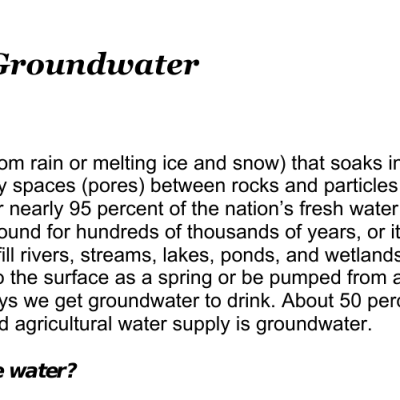 Groundwater
om rain or melting ice and snow) that soaks in
y spaces (pores) between rocks and particles
r nearly 95 percent of the nation's fresh water
ound for hundreds of thousands of years, or it
fill rivers, streams, lakes, ponds, and wetlands
o the surface as a spring or be pumped from a
ys we get groundwater to drink. About 50 perc
d agricultural water supply is groundwater.
e water?